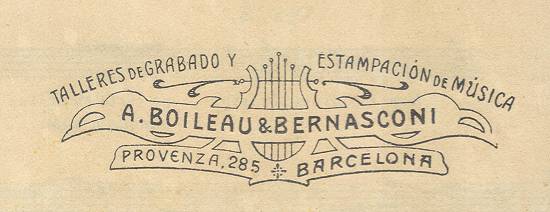 TALLERES DE GRABADO Y ESTAMPACIÓN DE MÚSICA
A. BOILEAU & BERNASCONI
PROVENZA, 285 BARCELONA